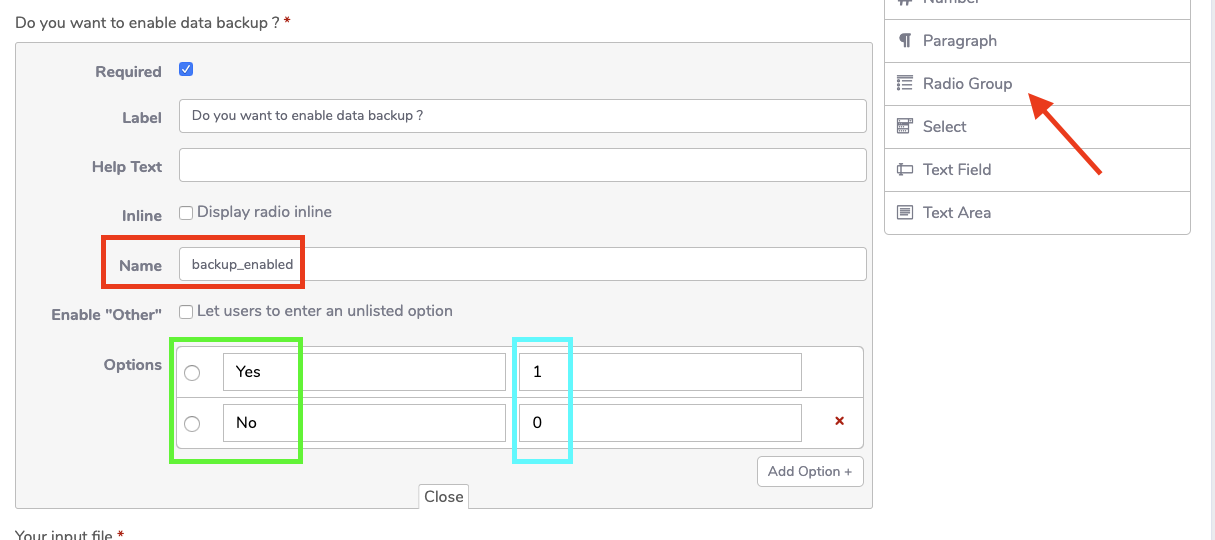 Do you want to enable data backup ? *
Required
Label Do you want to enable data backup ?
Help Text
Inline Display radio inline
Name backup_enabled
Enable "Other" Let users to enter an unlisted option
Options Yes 1
No 0 ×
Add Option +
Close
Your input file *
Number
Paragraph
Radio Group
Select
Text Field
Text Area